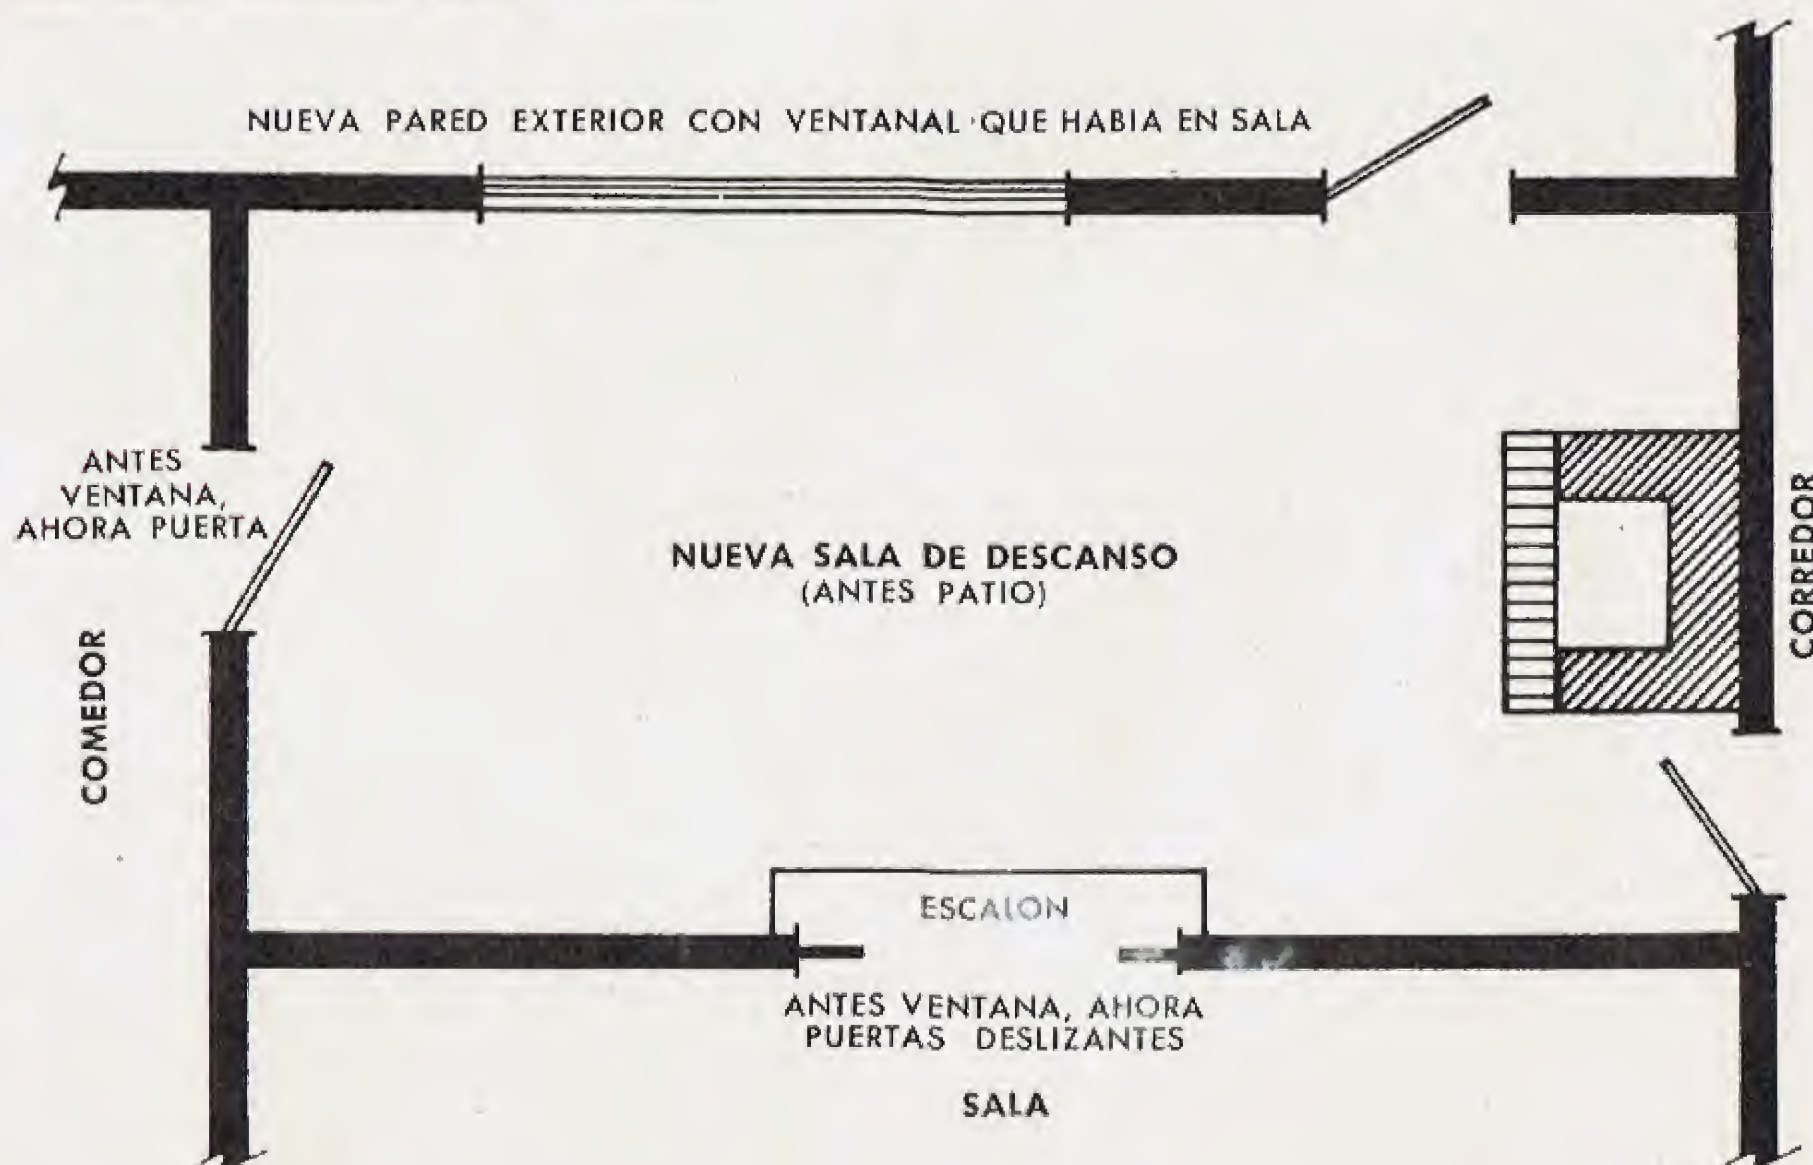 NUEVA PARED EXTERIOR CON VENTANAL QUE HABIA EN SALA
ANTES
VENTANA,
AHORA PUERTA
COMEDOR
NUEVA SALA DE DESCANSO
(ANTES PATIO)
CORREDOR
ESCALON
ANTES VENTANA, AHORA
PUERTAS DESLIZANTES
SALA